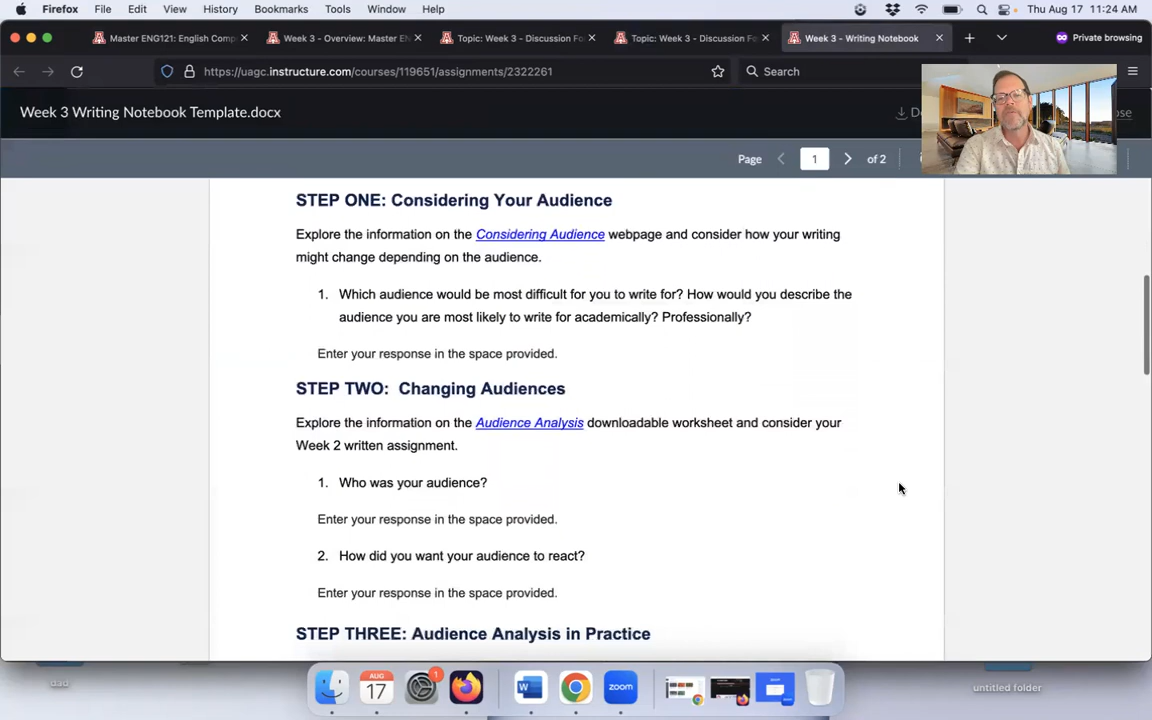 Firefox File Edit View History Bookmarks Tools Window Help Thu Aug 17 11:24 AM
Master ENG121: English Comp Week 3 - Overview: Master EN Topic: Week 3 - Discussion Fo Topic: Week 3 - Discussion Fo Week 3 - Writing Notebook Private browsing
https://uagc.instructure.com/courses/119651/assignments/2322261 Search
Week 3 Writing Notebook Template.docx
Page 1 of 2
STEP ONE: Considering Your Audience
Explore the information on the Considering Audience webpage and consider how your writing
might change depending on the audience.
1. Which audience would be most difficult for you to write for? How would you describe the
audience you are most likely to write for academically? Professionally?
Enter your response in the space provided.
STEP TWO: Changing Audiences
Explore the information on the Audience Analysis downloadable worksheet and consider your
Week 2 written assignment.
1. Who was your audience?
Enter your response in the space provided.
2. How did you want your audience to react?
Enter your response in the space provided.
STEP THREE: Audience Analysis in Practice
AUG
17 1 W zoom
untitled folder